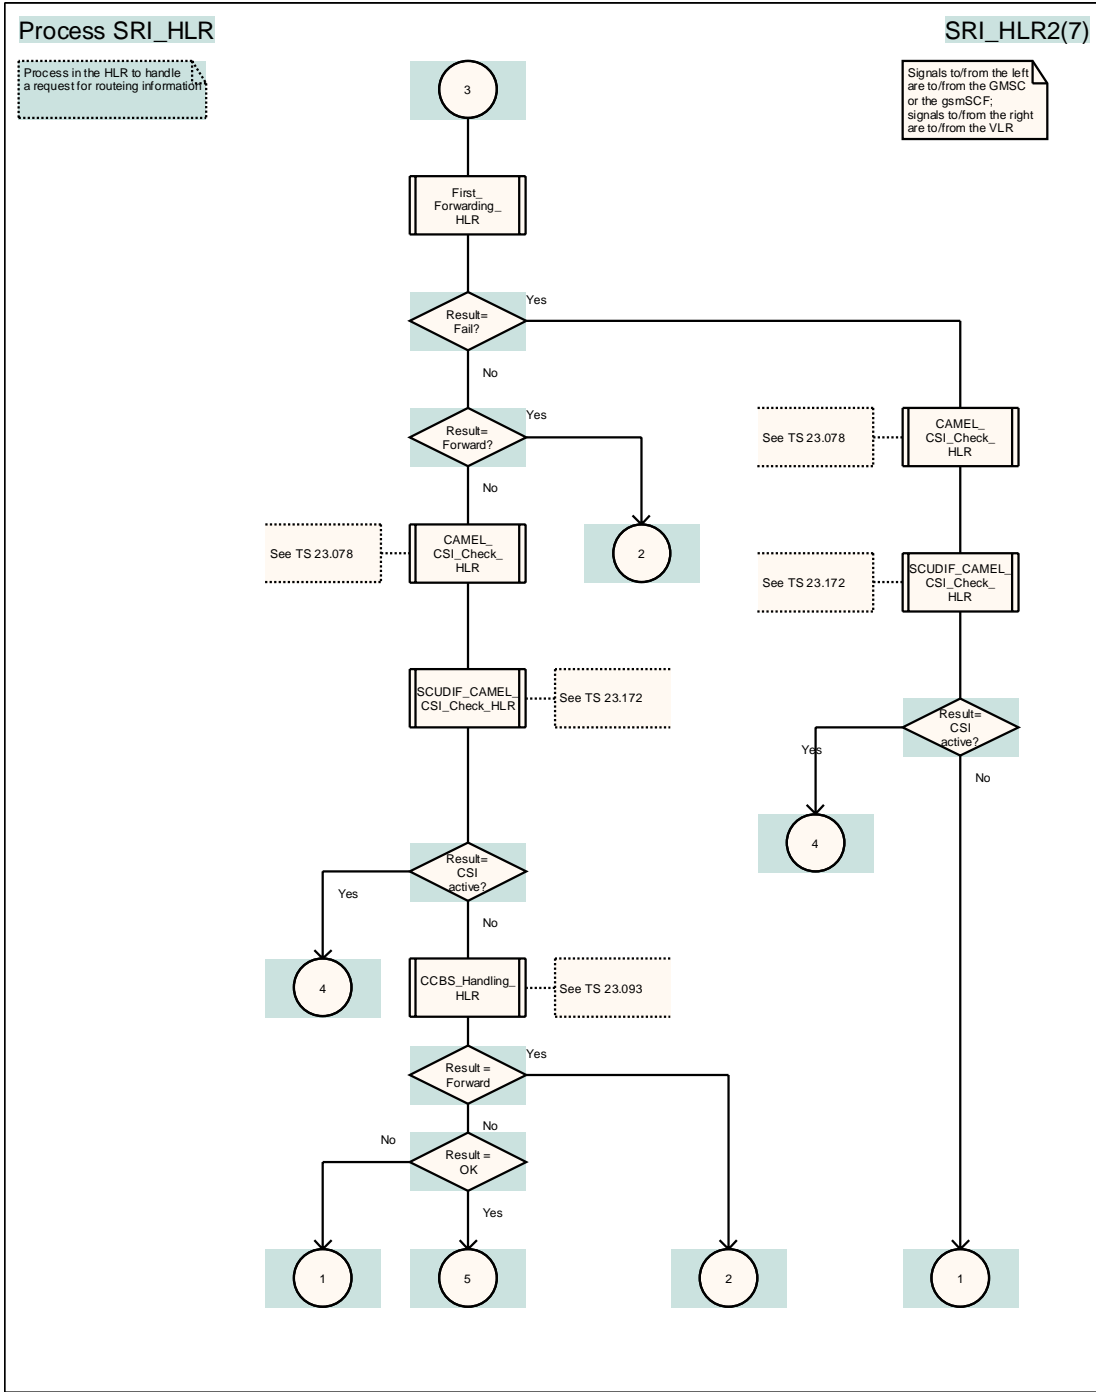 Process SRI_HLR
SRI_HLR2(7)
Process in the HLR to handle
a request for routeing information
Signals to/from the left
are to/from the GMSC
or the gsmSCF;
signals to/from the right
are to/from the VLR
3
First_
Forwarding_
HLR
Result=
Fail?
Yes
No
Result=
Forward?
Yes
No
See TS 23.078
CAMEL_
CSI_Check_
HLR
See TS 23.078
CAMEL_
CSI_Check_
HLR
2
See TS 23.172
SCUDIF_CAMEL_
CSI_Check_
HLR
SCUDIF_CAMEL_
CSI_Check_HLR
See TS 23.172
Result=
CSI
active?
Yes
No
4
Result=
CSI
active?
Yes
No
4
CCBS_Handling_
HLR
See TS 23.093
Result =
Forward
Yes
No
Result =
OK
No
Yes
1
5
2
1